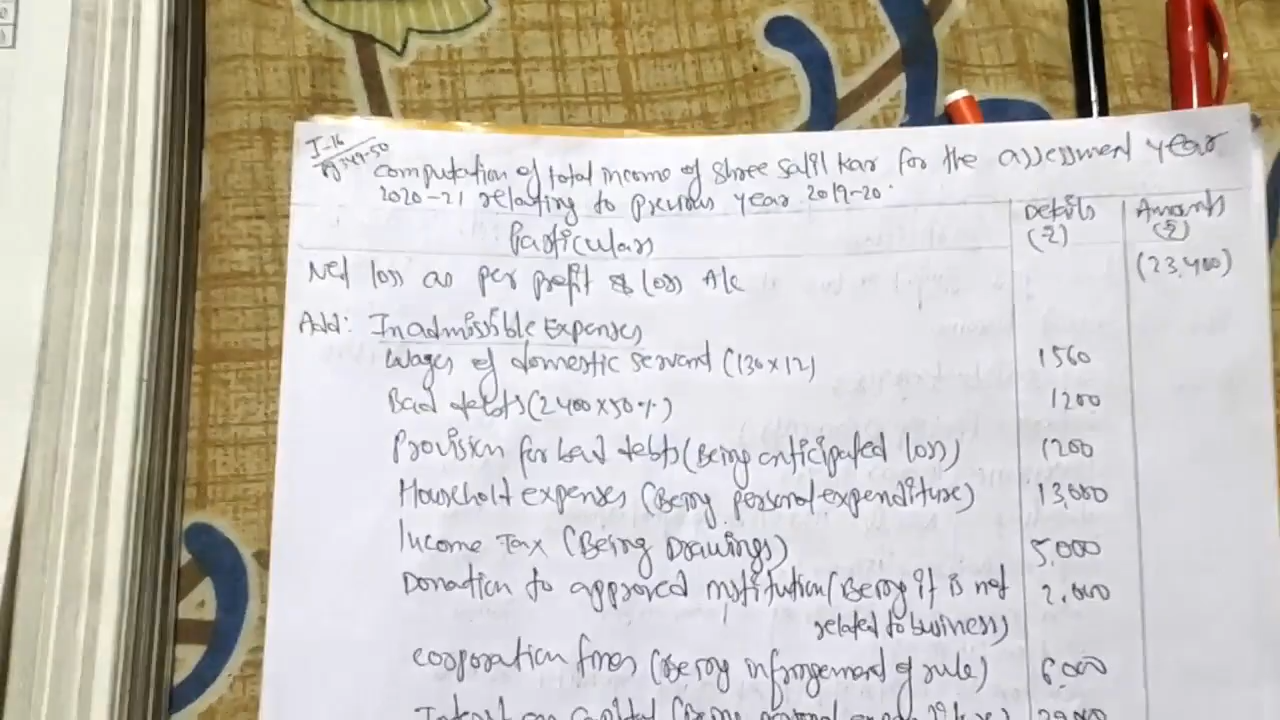 I-16
Computation of total income of Shree Salil Kar for the assessment year
2020-21 relating to previous year 2019-20.
Particulars Details (₹) Amounts (₹)
Net loss as per profit & loss A/c (23,400)
Add: Inadmissible Expenses
Wages of domestic servant (130×12) 1560
Bad debts (2400×50%) 1200
Provision for bad debts (Being anticipated loss) 1200
Household expenses (Being personal expenditure) 13,000
Income Tax (Being Drawings) 5,000
Donation to approved institution (Being it is not 2,000
related to business)
Corporation fines (Being infringement of rule) 6,000
Interest on capital (Being